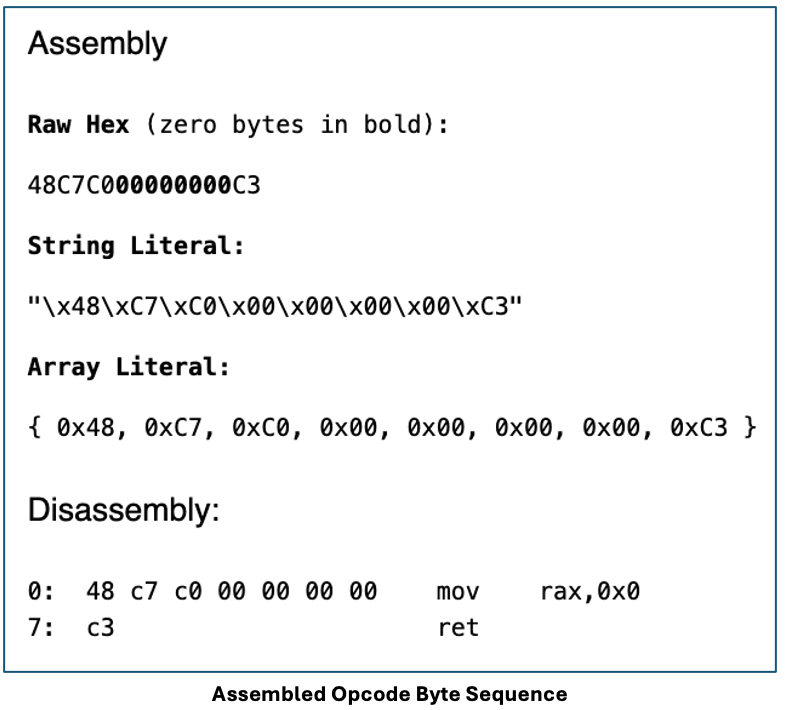 Assembly
Raw Hex (zero bytes in bold):
48C7C000000000C3
String Literal:
"\x48\xC7\xC0\x00\x00\x00\x00\xC3"
Array Literal:
{ 0x48, 0xC7, 0xC0, 0x00, 0x00, 0x00, 0x00, 0xC3 }
Disassembly:
0: 48 c7 c0 00 00 00 00 mov rax,0x0
7: c3 ret
Assembled Opcode Byte Sequence